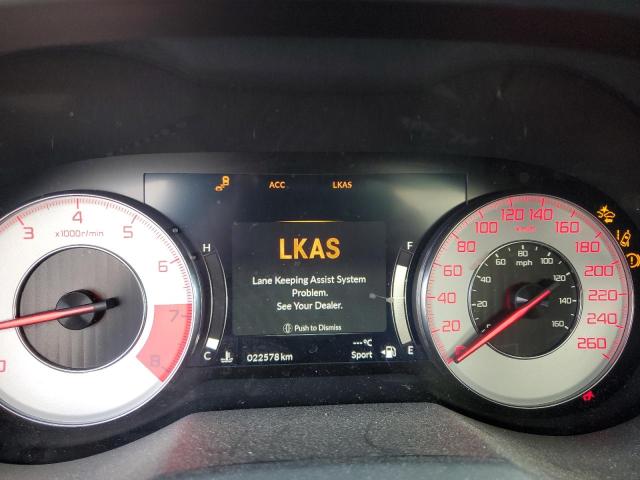 ACC LKAS
LKAS
Lane Keeping Assist System
Problem.
See Your Dealer.
Push to Dismiss
H
C
F
E
---°C
022578 km
Sport
3 4 5 6 7 8
x1000r/min
20 40 60 80 100 120 140 160 180 200 220 240 260
km/h
0 20 40 60 80 100 120 140 160
mph